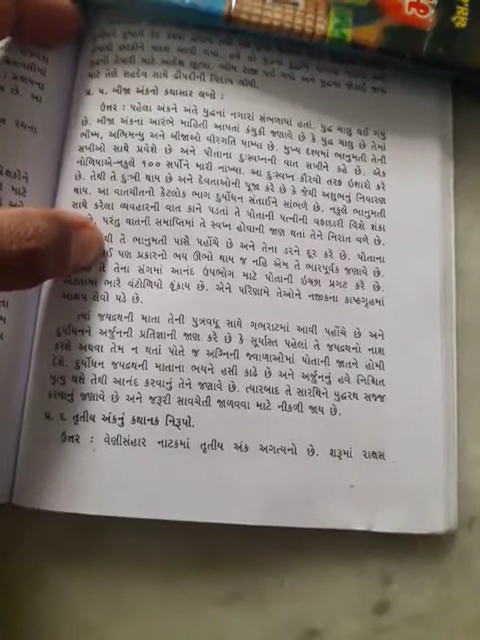 માટે તેણે સહદેવ સાથે દ્રૌપદીની વિદાય લીધી.
પ્ર. ૫. બીજા અંકનો કથાસાર લખો :
ઉત્તર : પહેલા અંકને અંતે યુદ્ધનાં નગારાં સંભળાયાં હતાં. યુદ્ધ ચાલુ થઈ ગયું
છે. બીજા અંકના આરંભે માહિતી આપતાં કંચુકી જણાવે છે કે યુદ્ધ ચાલુ છે તેમાં
ભીષ્મ, અભિમન્યુ અને બીજાઓ વીરગતિ પામ્યા છે. મુખ્ય દૃશ્યમાં ભાનુમતી તેની
સખીઓ સાથે પ્રવેશે છે અને પોતાના દુઃસ્વપ્નની વાત સખીને કહે છે. એક
નોળિયાએ-નકુલે ૧૦૦ સર્પોને મારી નાખ્યા. આ દુઃસ્વપ્ન કૌરવો તરફ ઇશારો કરે
છે. તેથી તે દુઃખી થાય છે અને દેવતાઓની પૂજા કરે છે કે જેથી અશુભનું નિવારણ
થાય. આ વાતચીતનો કેટલોક ભાગ દુર્યોધન સંતાઈને સાંભળે છે. નકુલે ભાનુમતી
સાથે કરેલા વ્યવહારની વાત કાને પડતાં તે પોતાની પત્નીની વફાદારી વિશે શંકા
છે, પરંતુ વાતની સમાપ્તિમાં તે સ્વપ્ન હોવાની જાણ થતાં તેને નિરાંત વળે છે.
થી તે ભાનુમતી પાસે પહોંચે છે અને તેના ડરને દૂર કરે છે. પોતાના
ઈ પણ પ્રકારનો ભય ઊભો થાય જ નહિ એમ તે ભારપૂર્વક જણાવે છે.
તે તેના સંગમાં આનંદ ઉપભોગ માટે પોતાની ઇચ્છા પ્રગટ કરે છે.
એટલામાં ભારે વંટોળિયો ફૂંકાય છે. એને પરિણામે તેઓને નજીકના કાષ્ઠગૃહમાં
આશ્રય લેવો પડે છે.
ત્યાં જયદ્રથની માતા તેની પુત્રવધૂ સાથે ગભરાટમાં આવી પહોંચે છે અને
દુર્યોધનને અર્જુનની પ્રતિજ્ઞાની જાણ કરે છે કે સૂર્યાસ્ત પહેલાં તે જયદ્રથનો નાશ
કરશે અથવા તેમ ન થતાં પોતે જ અગ્નિની જ્વાળાઓમાં પોતાની જાતને હોમી
દેશે. દુર્યોધન જયદ્રથની માતાના ભયને હસી કાઢે છે અને અર્જુનનું હવે નિશ્ચિત
મૃત્યુ થશે તેથી આનંદ કરવાનું તેને જણાવે છે. ત્યારબાદ તે સારથિને યુદ્ધરથ સજ્જ
કરવાનું જણાવે છે અને જરૂરી સાવચેતી જાળવવા માટે નીકળી જાય છે.
પ્ર. ૬. તૃતીય અંકનું કથાનક નિરૂપો.
ઉત્તર : વેણીસંહાર નાટકમાં તૃતીય અંક અગત્યનો છે. શરૂમાં રાક્ષસ